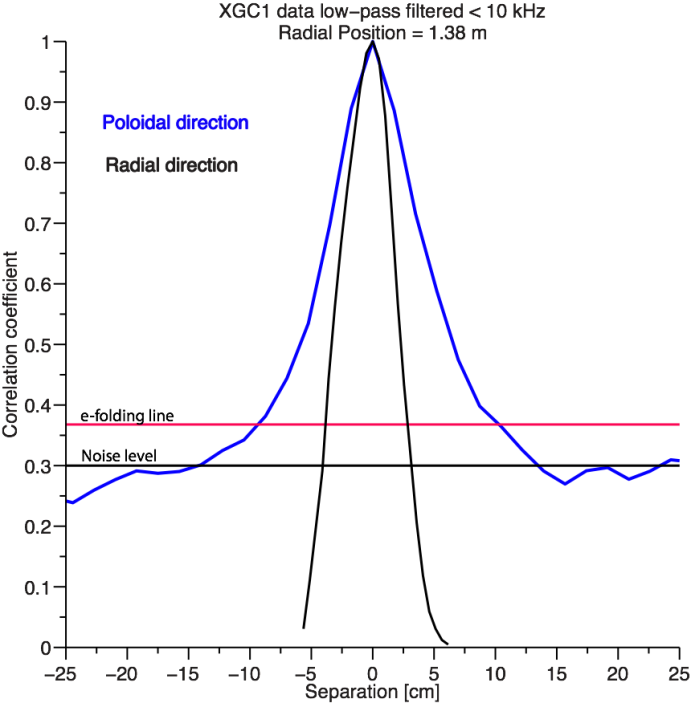 XGC1 data low-pass filtered < 10 kHz
Radial Position = 1.38 m
1
0.9
0.8
0.7
0.6
0.5
0.4
0.3
0.2
0.1
0
Correlation coefficient
Poloidal direction
Radial direction
e-folding line
Noise level
−25 −20 −15 −10 −5 0 5 10 15 20 25
Separation [cm]